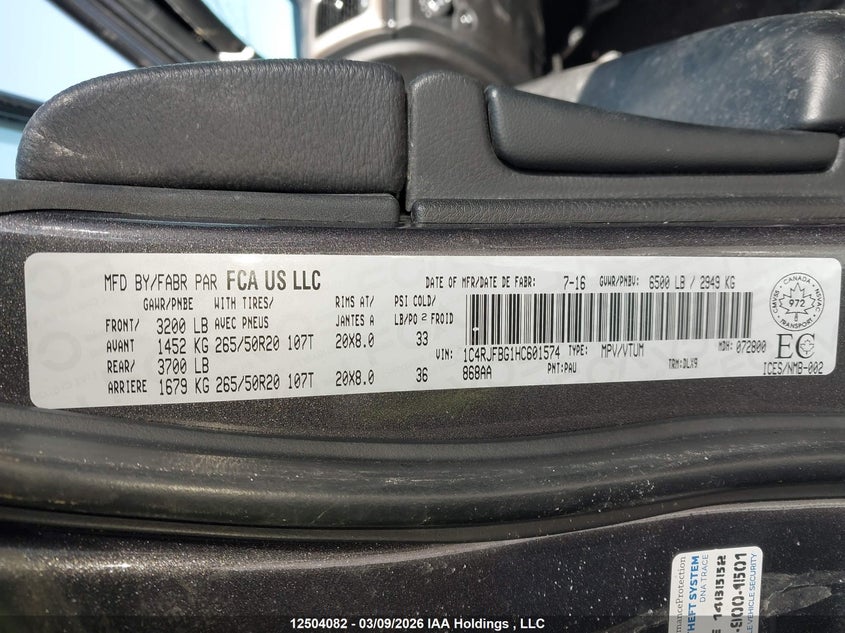 MFD BY/FABR PAR FCA US LLC DATE OF MFR/DATE DE FABR: 7-16 GVWR/PNBV: 6500 LB / 2949 KG
GAWR/PNBE WITH TIRES/ RIMS AT/ PSI COLD/
FRONT/ 3200 LB AVEC PNEUS JANTES A LB/PO 2 FROID
AVANT 1452 KG 265/50R20 107T 20X8.0 33
REAR/ 3700 LB
ARRIERE 1679 KG 265/50R20 107T 20X8.0 36
VIN: 1C4RJFBG1HC601574 TYPE: MPV/VTUM MDH: 072800
868AA PNT:PAU TRM:DLX9
CANADA
972
TRANSPORT
EC
ICES/NMB-002
THEFT SYSTEM
DNA TRACE
900-1501
12504082 - 03/09/2026 IAA Holdings , LLC